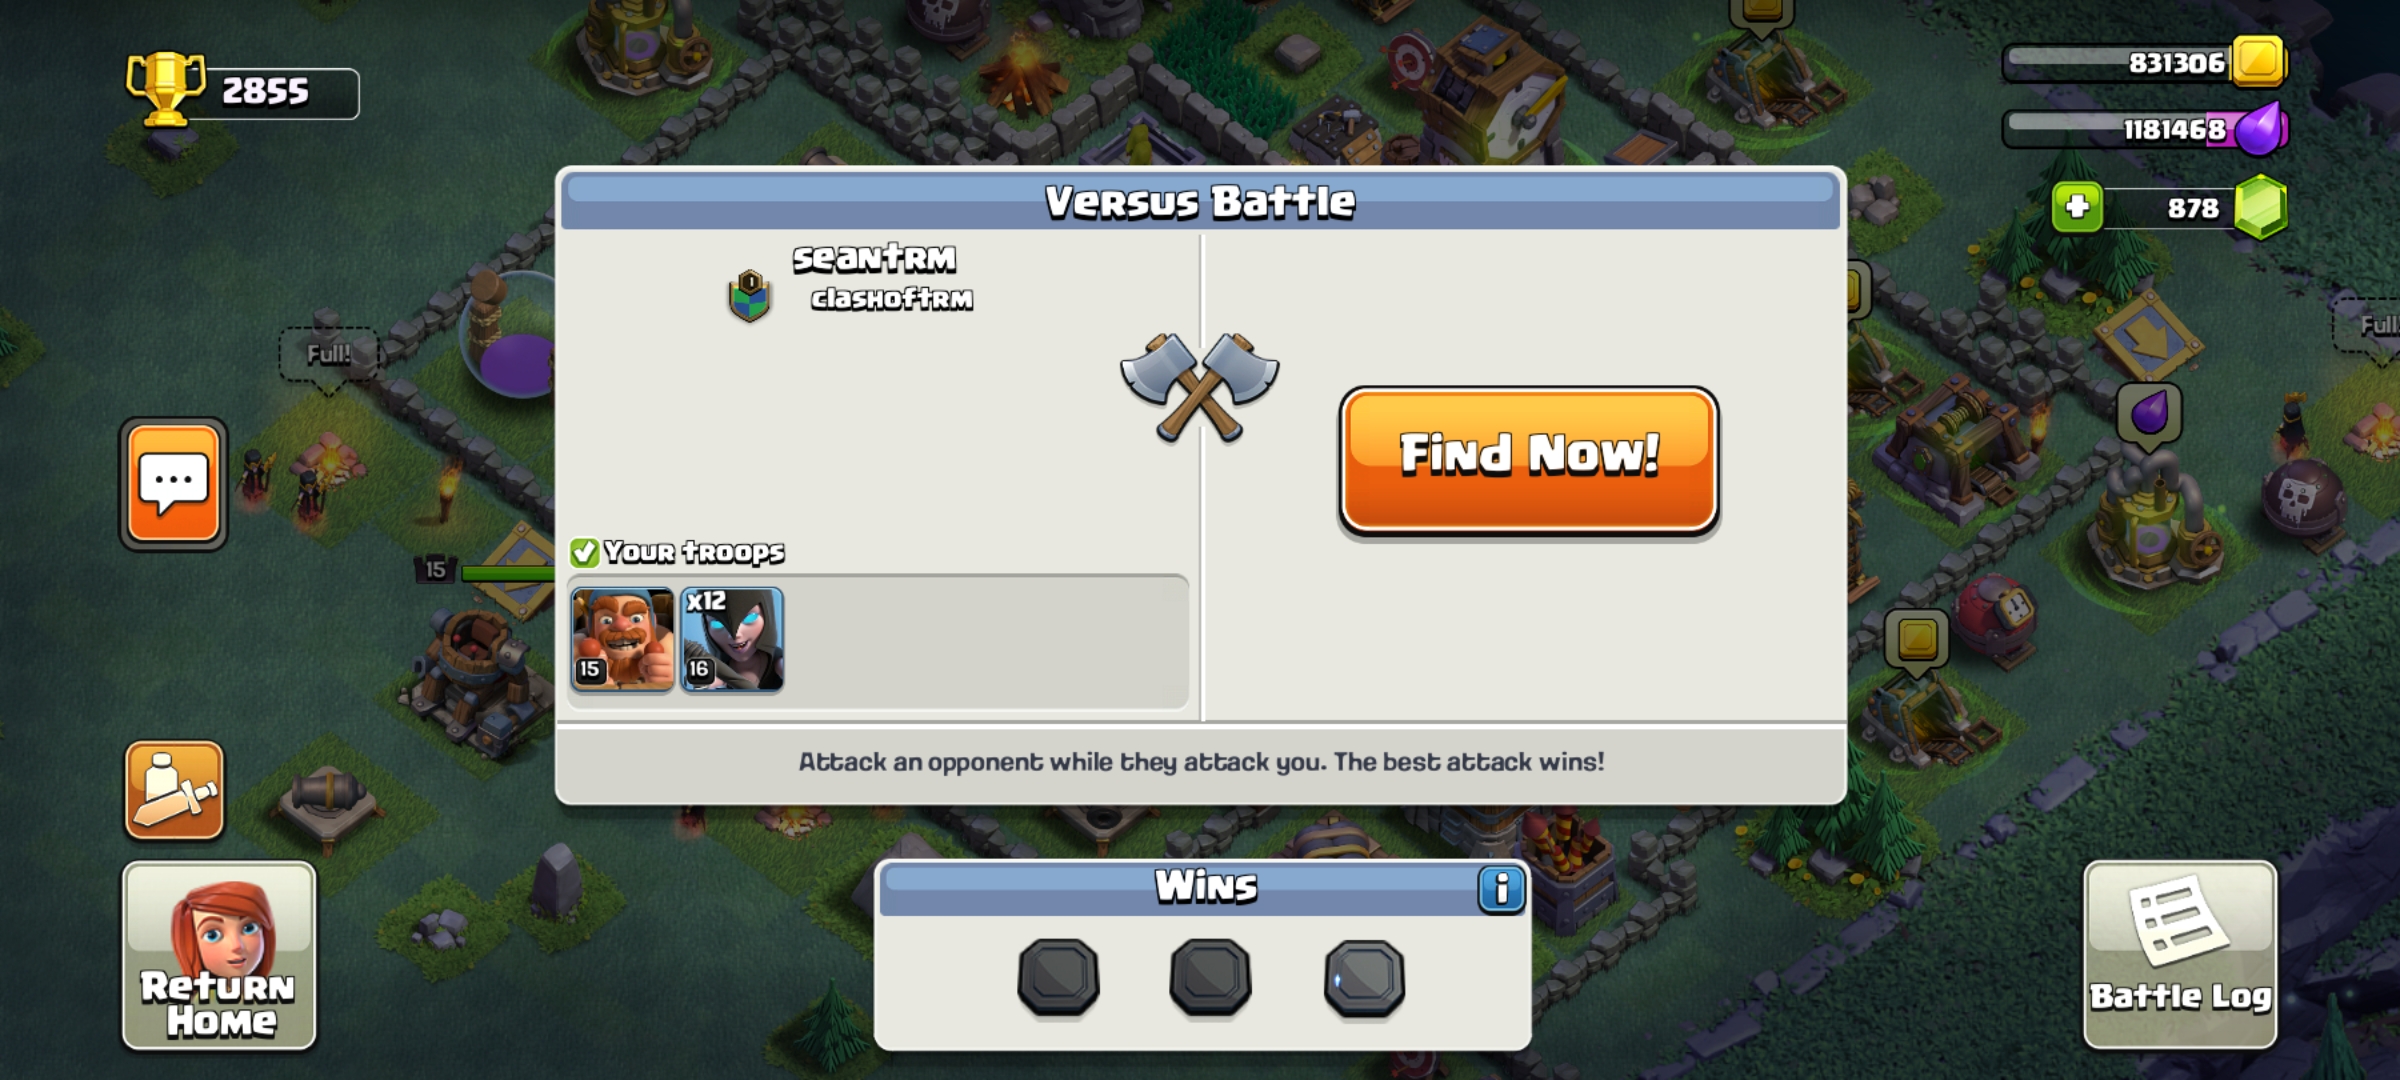 2855
831306
1181468
878
Versus Battle
seantrm
1
clashoftrm
Full!
Full
Find Now!
15
Your troops
x12
15
16
Attack an opponent while they attack you. The best attack wins!
Wins
i
Return
Home
Battle Log